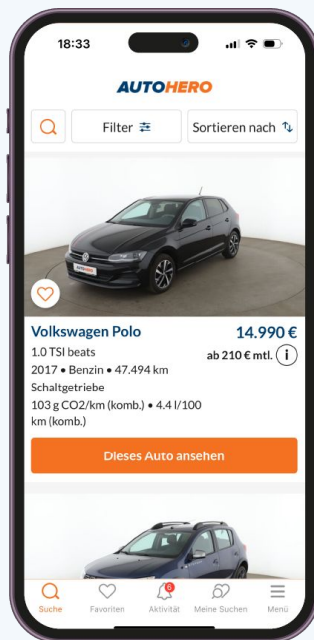 18:33
AUTOHERO
Filter
Sortieren nach
AUTOHERO
Volkswagen Polo
14.990 €
1.0 TSI beats
ab 210 € mtl. i
2017 • Benzin • 47.494 km
Schaltgetriebe
103 g CO2/km (komb.) • 4.4 l/100
km (komb.)
Dieses Auto ansehen
6
Suche
Favoriten
Aktivität
Meine Suchen
Menü